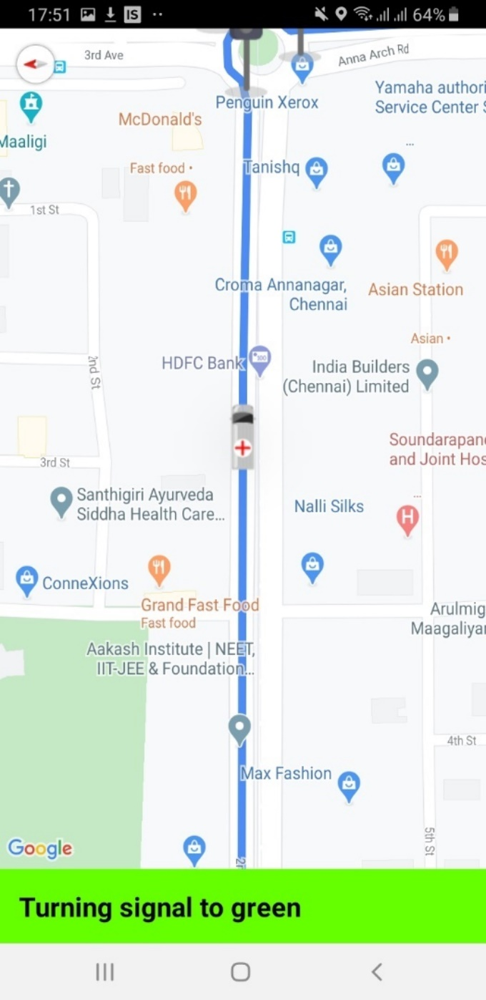 17:51 IS 64%
3rd Ave
Anna Arch Rd
Penguin Xerox
Yamaha authori
Service Center S
McDonald's
Maaligi
Fast food •
Tanishq
...
1st St
Croma Annanagar,
Chennai
Asian Station
Asian •
HDFC Bank
2nd St
India Builders
(Chennai) Limited
Soundarapand
and Joint Hos
3rd St
Santhigiri Ayurveda
Siddha Health Care...
Nalli Silks
...
H
ConneXions
Grand Fast Food
Fast food
Arulmig
Maagaliyar
Aakash Institute | NEET,
IIT-JEE & Foundation...
4th St
Max Fashion
5th St
Google
Turning signal to green